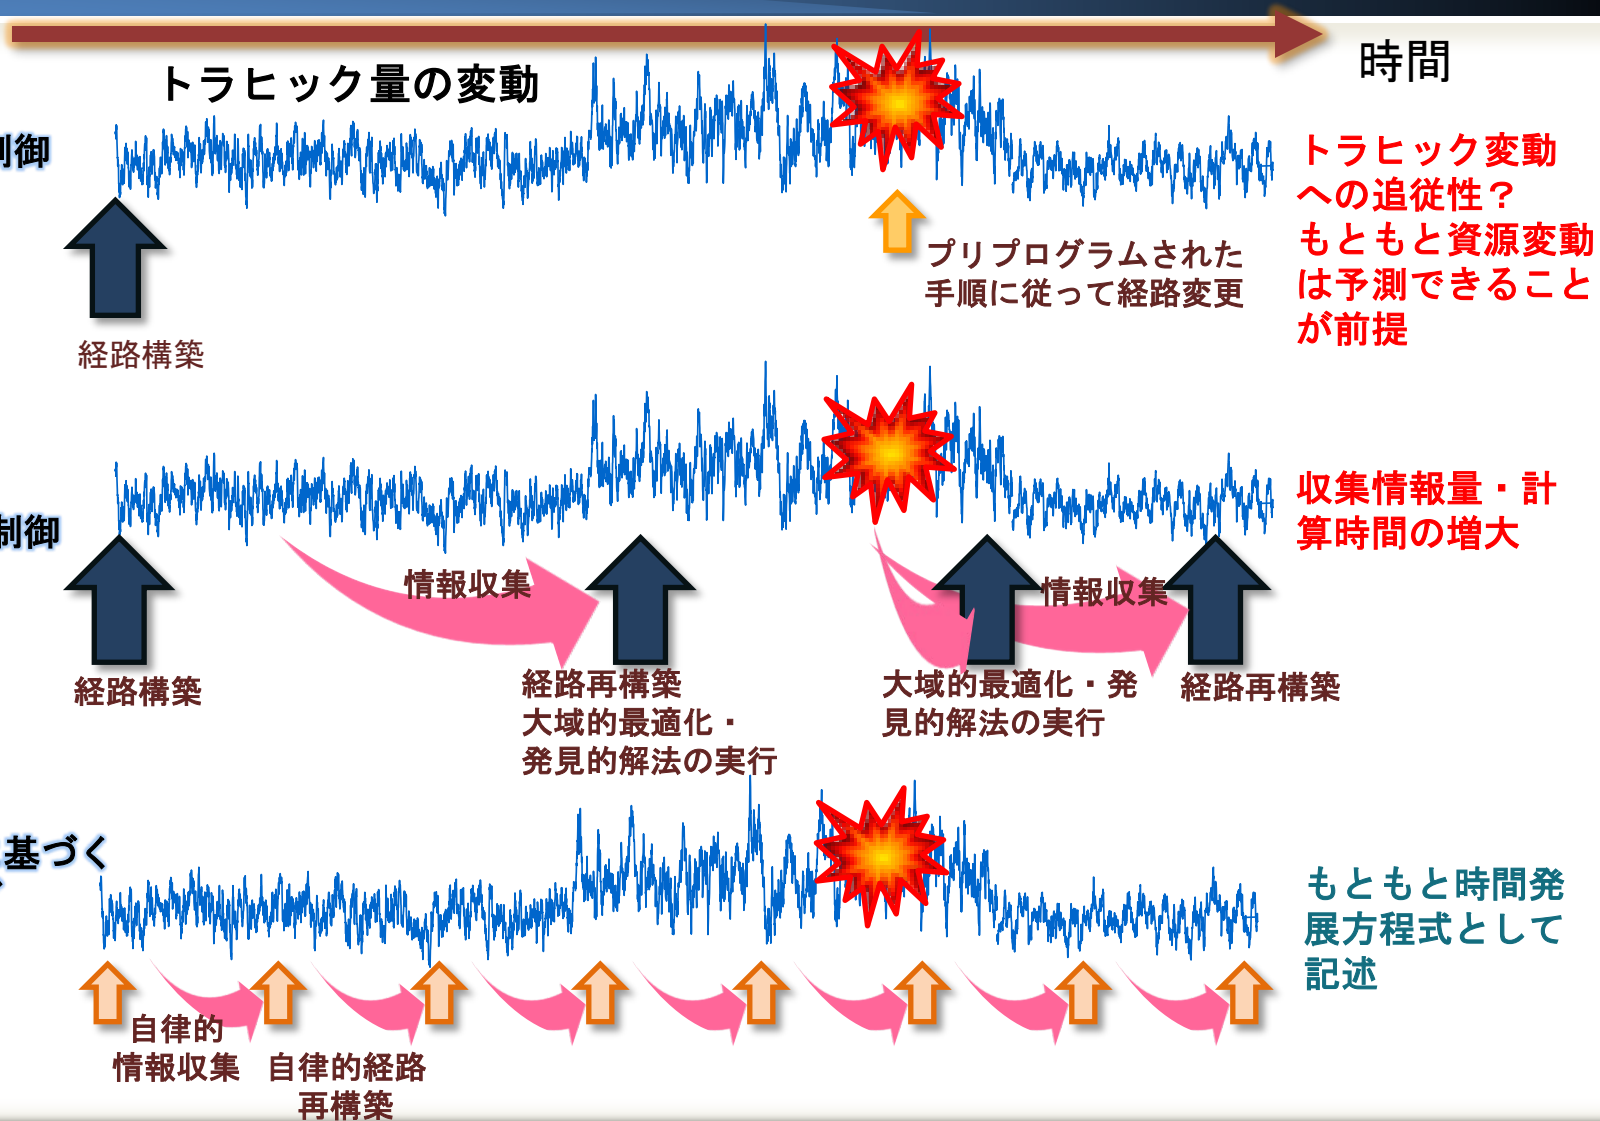 時間
トラヒック量の変動
制御
トラヒック変動
への追従性？
もともと資源変動
は予測できること
が前提
プリプログラムされた
手順に従って経路変更
経路構築
収集情報量・計
算時間の増大
制御
情報収集
情報収集
経路構築
経路再構築
大域的最適化・
発見的解法の実行
大域的最適化・発
見的解法の実行
経路再構築
基づく
もともと時間発
展方程式として
記述
自律的
情報収集
自律的経路
再構築